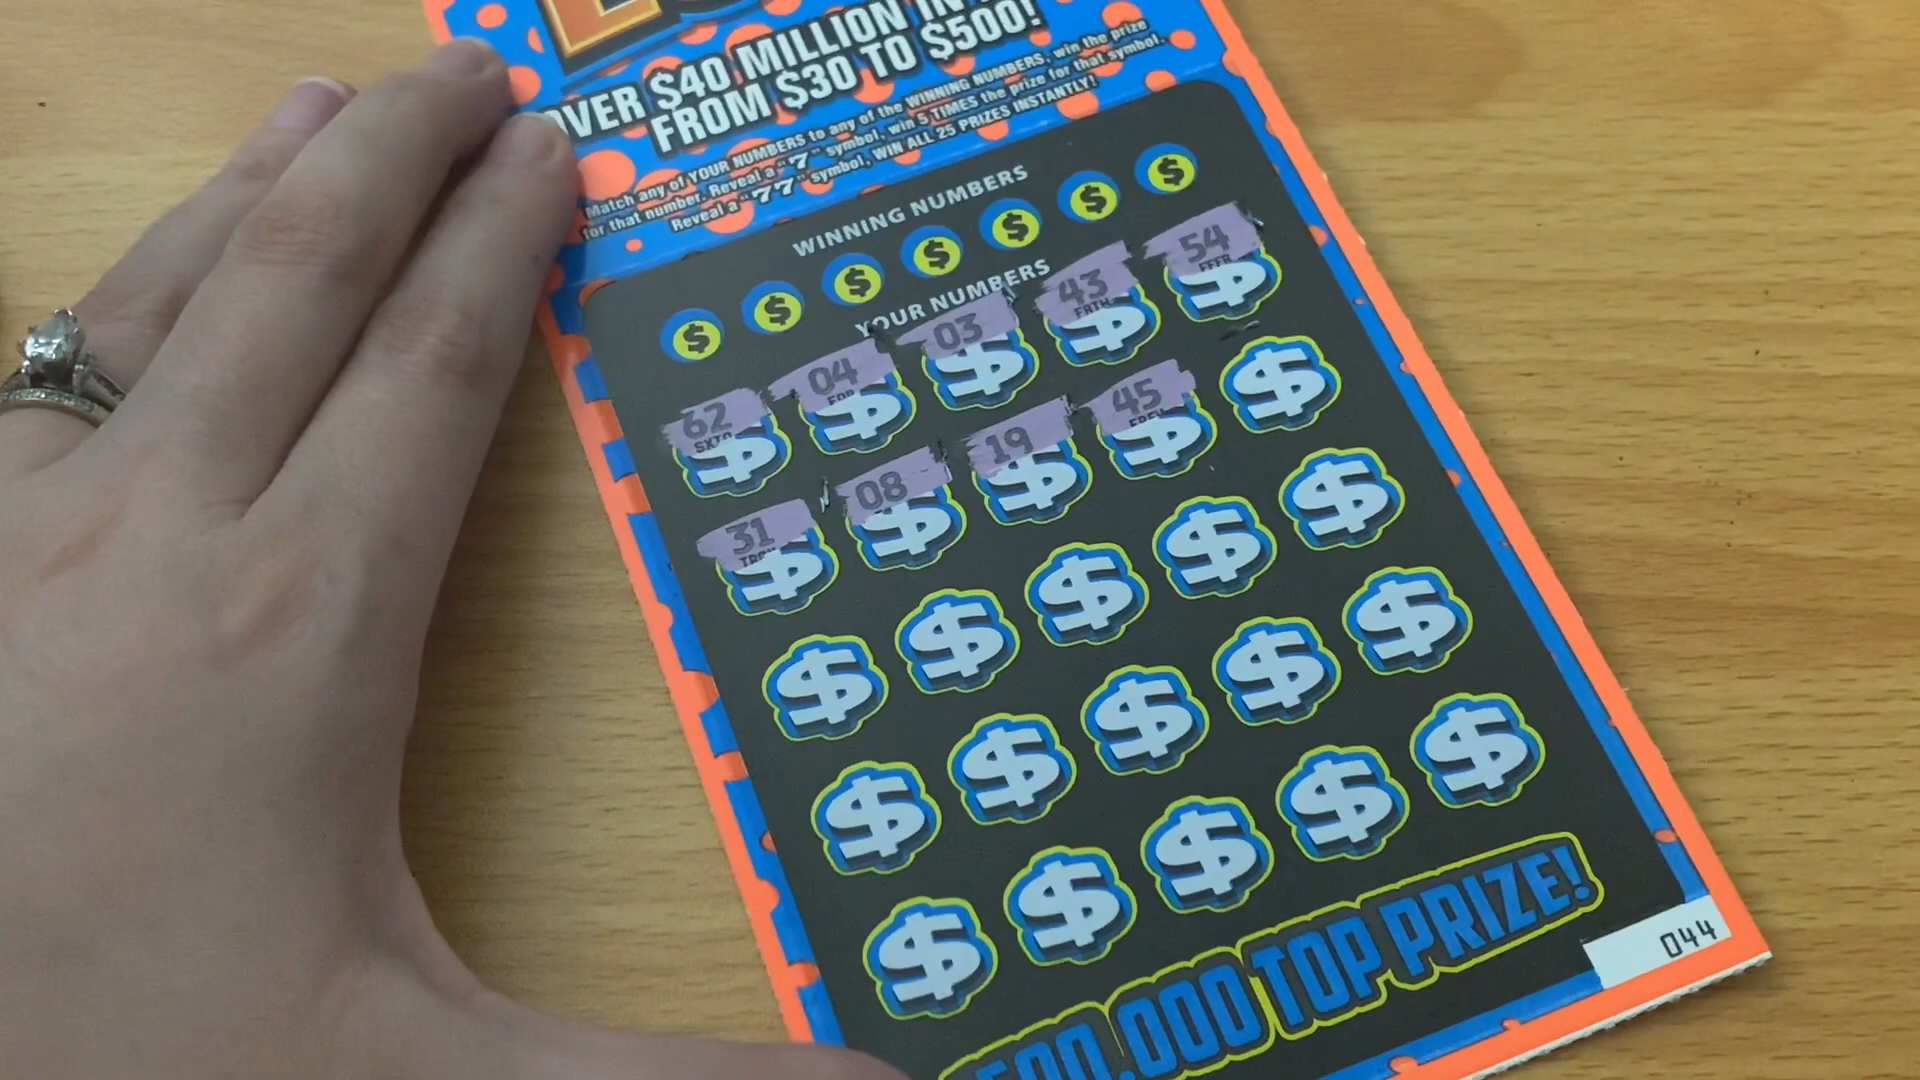 OVER $40 MILLION IN
FROM $30 TO $500!
Match any of YOUR NUMBERS to any of the WINNING NUMBERS, win the prize
for that number. Reveal a "7" symbol, win 5 TIMES the prize for that symbol.
Reveal a "77" symbol, WIN ALL 25 PRIZES INSTANTLY!
WINNING NUMBERS
$ $ $ $ $ $ $
YOUR NUMBERS
62 04 03 43 54
$ $ $ $ $
31 08 19 45
$ $ $ $ $
$ $ $ $ $
$ $ $ $ $
$ $ $ $ $
00,000 TOP PRIZE!
044